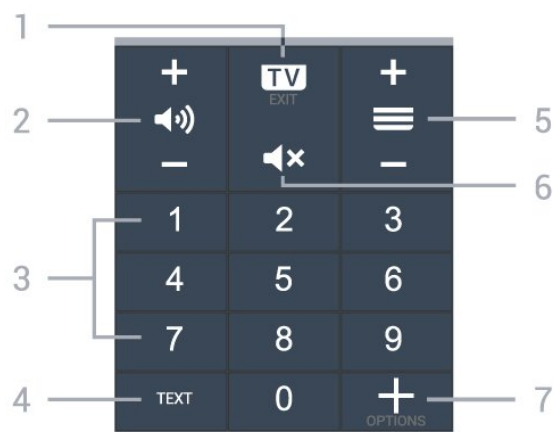 1
+ TV +
EXIT
2 5
− −
6
1 2 3
3
4 5 6
7 8 9
4 TEXT 0 + 7
OPTIONS